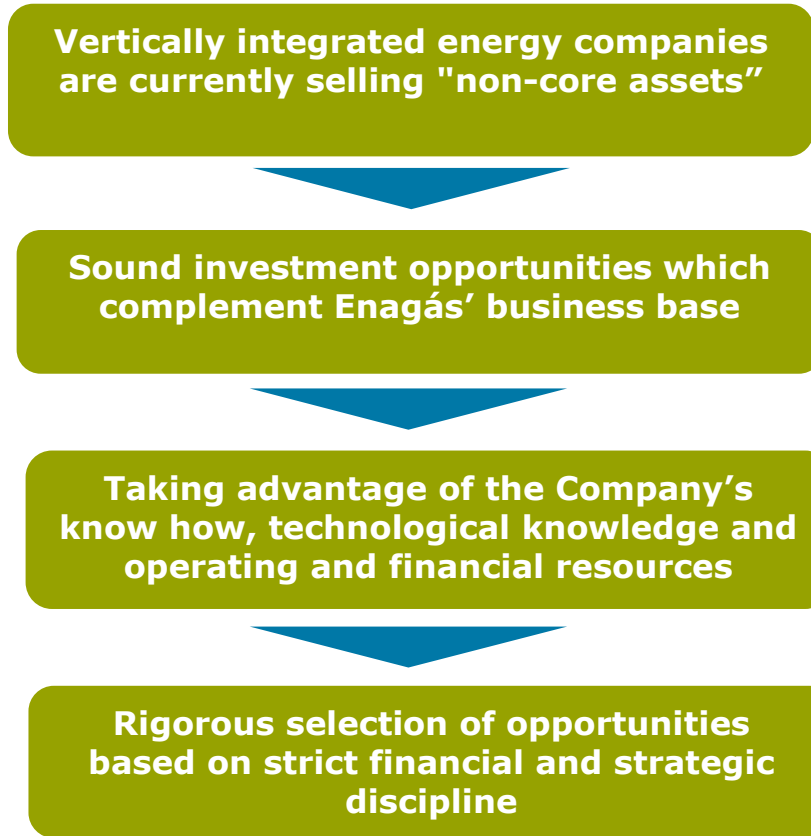 Vertically integrated energy companies
are currently selling "non-core assets”
Sound investment opportunities which
complement Enagás’ business base
Taking advantage of the Company’s
know how, technological knowledge and
operating and financial resources
Rigorous selection of opportunities
based on strict financial and strategic
discipline